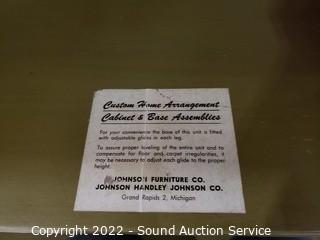 Custom Home Arrangement
Cabinet & Base Assemblies
For your convenience the base of this unit is fitted
with adjustable glides in each leg.
To assure proper leveling of the entire unit and to
compensate for floor and carpet irregularities, it
may be necessary to adjust each glide to the proper
height.
JOHNSON FURNITURE CO.
JOHNSON HANDLEY JOHNSON CO.
Grand Rapids 2, Michigan
Copyright 2022 - Sound Auction Service